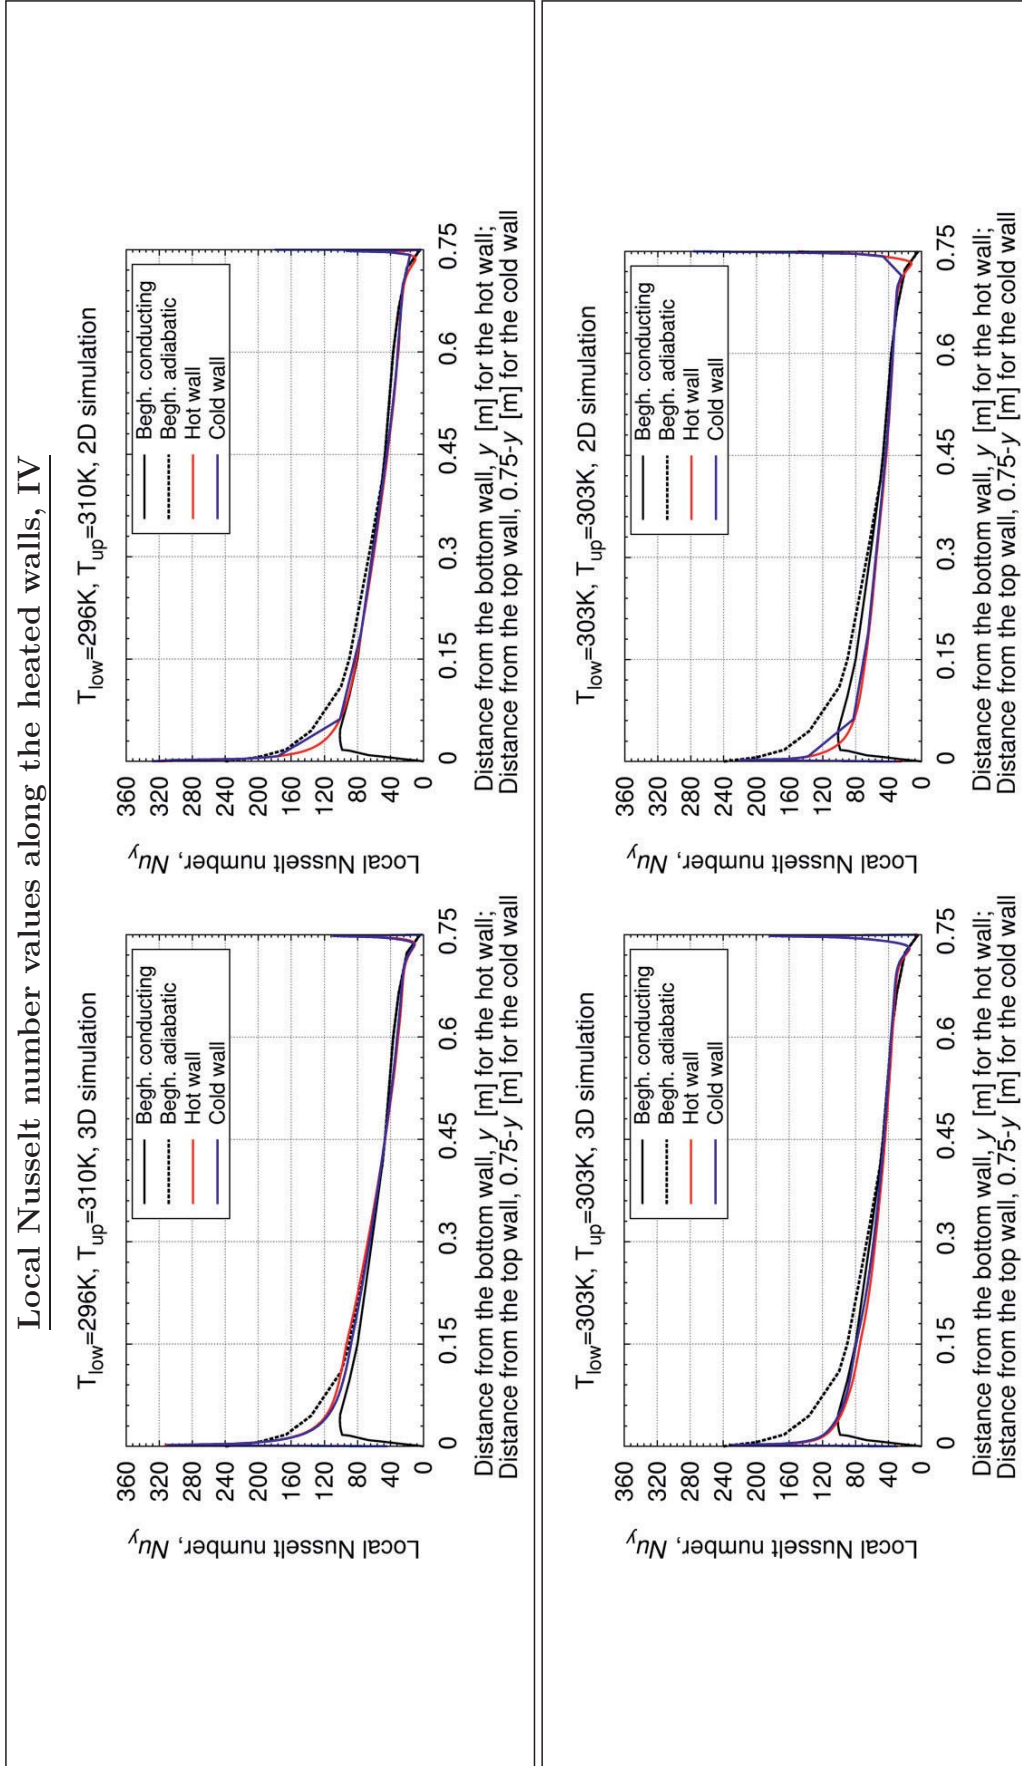 Local Nusselt number values along the heated walls, IV
T_low=296K, T_up=310K, 3D simulation
Local Nusselt number, Nu_y
360
320
280
240
200
160
120
80
40
0
Begh. conducting
Begh. adiabatic
Hot wall
Cold wall
0 0.15 0.3 0.45 0.6 0.75
Distance from the bottom wall, y [m] for the hot wall;
Distance from the top wall, 0.75-y [m] for the cold wall
T_low=296K, T_up=310K, 2D simulation
Local Nusselt number, Nu_y
360
320
280
240
200
160
120
80
40
0
Begh. conducting
Begh. adiabatic
Hot wall
Cold wall
0 0.15 0.3 0.45 0.6 0.75
Distance from the bottom wall, y [m] for the hot wall;
Distance from the top wall, 0.75-y [m] for the cold wall
T_low=303K, T_up=303K, 3D simulation
Local Nusselt number, Nu_y
360
320
280
240
200
160
120
80
40
0
Begh. conducting
Begh. adiabatic
Hot wall
Cold wall
0 0.15 0.3 0.45 0.6 0.75
Distance from the bottom wall, y [m] for the hot wall;
Distance from the top wall, 0.75-y [m] for the cold wall
T_low=303K, T_up=303K, 2D simulation
Local Nusselt number, Nu_y
360
320
280
240
200
160
120
80
40
0
Begh. conducting
Begh. adiabatic
Hot wall
Cold wall
0 0.15 0.3 0.45 0.6 0.75
Distance from the bottom wall, y [m] for the hot wall;
Distance from the top wall, 0.75-y [m] for the cold wall